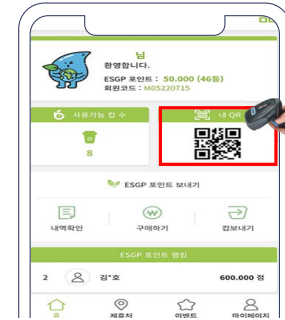 님
환영합니다.
ESGP 포인트 : 50.000 (46등)
회원코드 : M05220715
사용가능 컵 수
내 QR
8
ESGP 포인트 보내기
내역확인
구매하기
컵보내기
ESGP 포인트 랭킹
2 김*호 600.000 점
홈
제휴처
이벤트
마이페이지